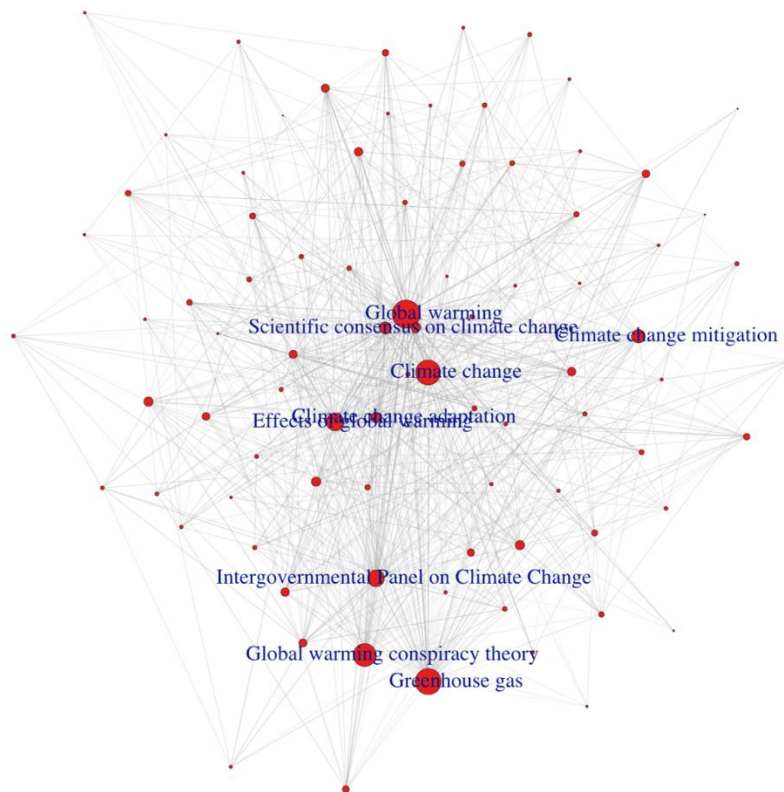 Global warming
Scientific consensus on climate change
Climate change mitigation
Climate change
Climate change adaptation
Effects of global warming
Intergovernmental Panel on Climate Change
Global warming conspiracy theory
Greenhouse gas